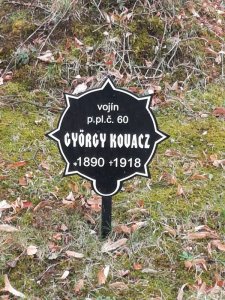 vojín
p.pl.č. 60
GYÖRGY KOVACZ
*1890 †1918